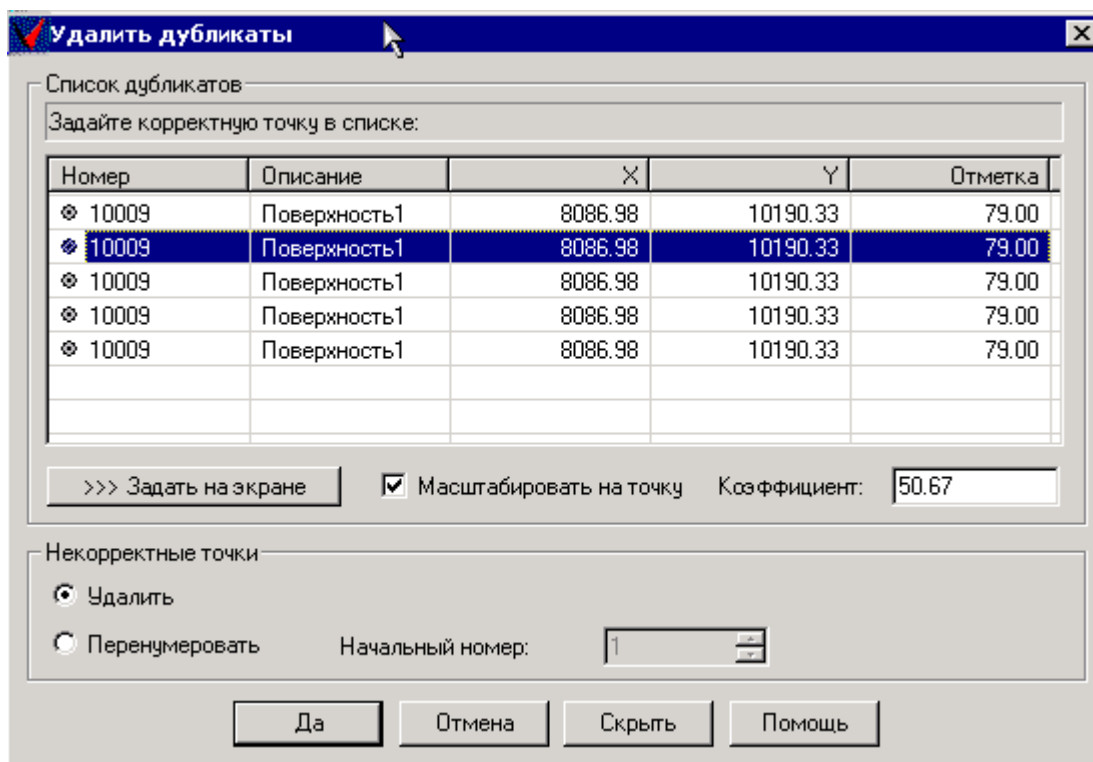 Удалить дубликаты
Список дубликатов
Задайте корректную точку в списке:
Номер Описание X Y Отметка
10009 Поверхность1 8086.98 10190.33 79.00
10009 Поверхность1 8086.98 10190.33 79.00
10009 Поверхность1 8086.98 10190.33 79.00
10009 Поверхность1 8086.98 10190.33 79.00
10009 Поверхность1 8086.98 10190.33 79.00
>>> Задать на экране Масштабировать на точку Коэффициент: 50.67
Некорректные точки
Удалить
Перенумеровать Начальный номер: 1
Да Отмена Скрыть Помощь